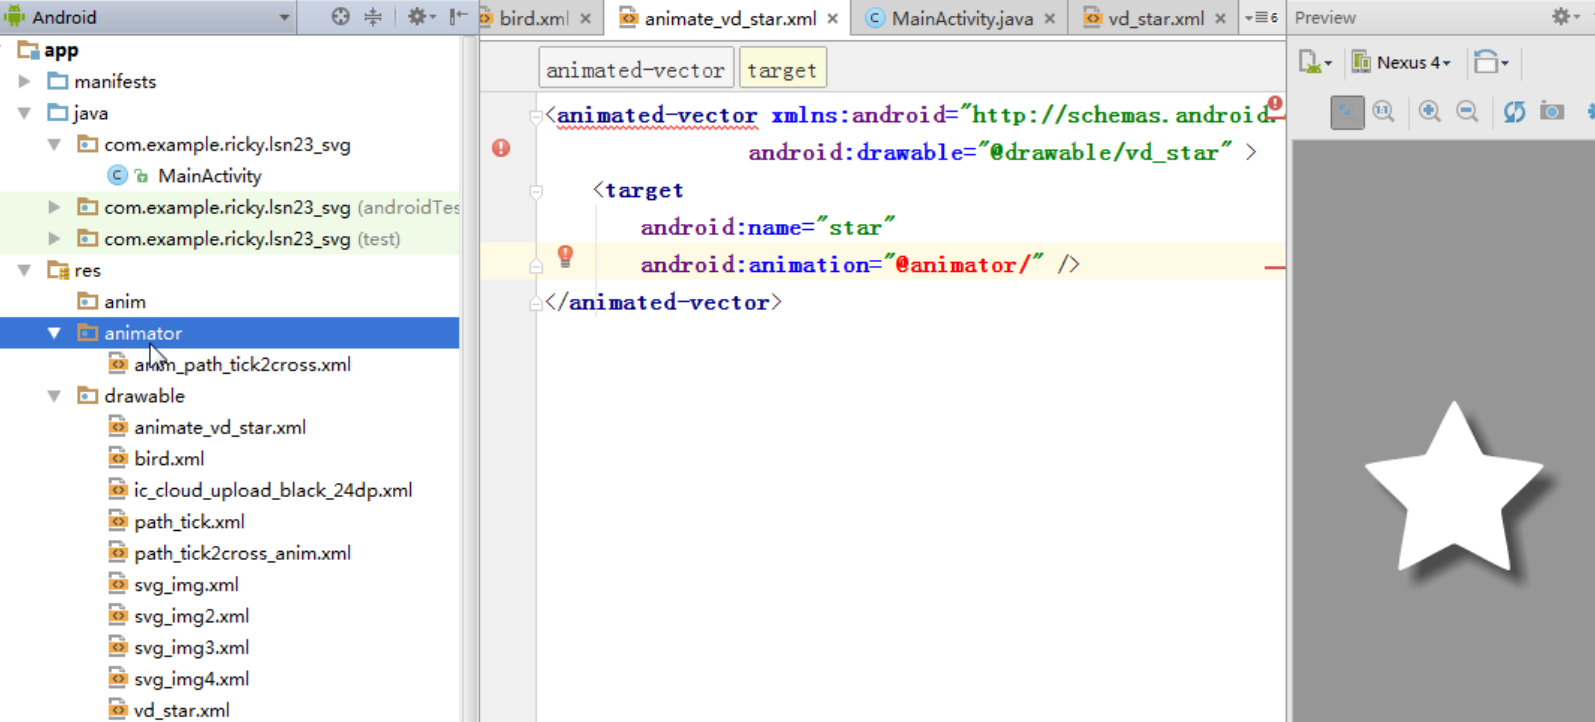 Android
bird.xml
animate_vd_star.xml
MainActivity.java
vd_star.xml
6
Preview
app
manifests
java
com.example.ricky.lsn23_svg
MainActivity
com.example.ricky.lsn23_svg (androidTes
com.example.ricky.lsn23_svg (test)
res
anim
animator
anim_path_tick2cross.xml
drawable
animate_vd_star.xml
bird.xml
ic_cloud_upload_black_24dp.xml
path_tick.xml
path_tick2cross_anim.xml
svg_img.xml
svg_img2.xml
svg_img3.xml
svg_img4.xml
vd_star.xml
animated-vector target
<animated-vector xmlns:android="http://schemas.android.
android:drawable="@drawable/vd_star" >
<target
android:name="star"
android:animation="@animator/" />
</animated-vector>
Nexus 4
1:1